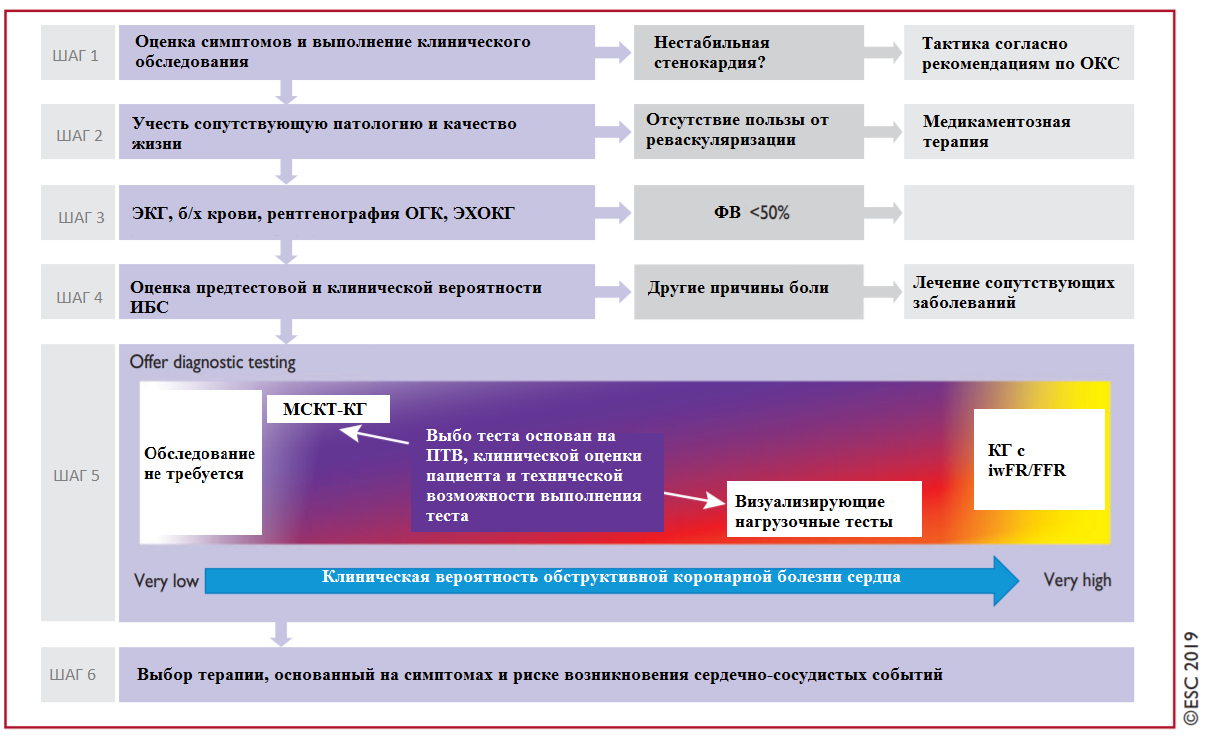 ШАГ 1
Оценка симптомов и выполнение клинического
обследования
Нестабильная
стенокардия?
Тактика согласно
рекомендациям по ОКС
ШАГ 2
Учесть сопутствующую патологию и качество
жизни
Отсутствие пользы от
реваскуляризации
Медикаментозная
терапия
ШАГ 3
ЭКГ, б/х крови, рентгенография ОГК, ЭХОКГ
ФВ <50%
ШАГ 4
Оценка предтестовой и клинической вероятности
ИБС
Другие причины боли
Лечение сопутствующих
заболеваний
ШАГ 5
Offer diagnostic testing
Обследование
не требуется
МСКТ-КГ
Выбо теста основан на
ПТВ, клинической оценки
пациента и технической
возможности выполнения
теста
Визуализирующие
нагрузочные тесты
КГ с
iwFR/FFR
Very low
Клиническая вероятность обструктивной коронарной болезни сердца
Very high
ШАГ 6
Выбор терапии, основанный на симптомах и риске возникновения сердечно-сосудистых событий
©ESC 2019